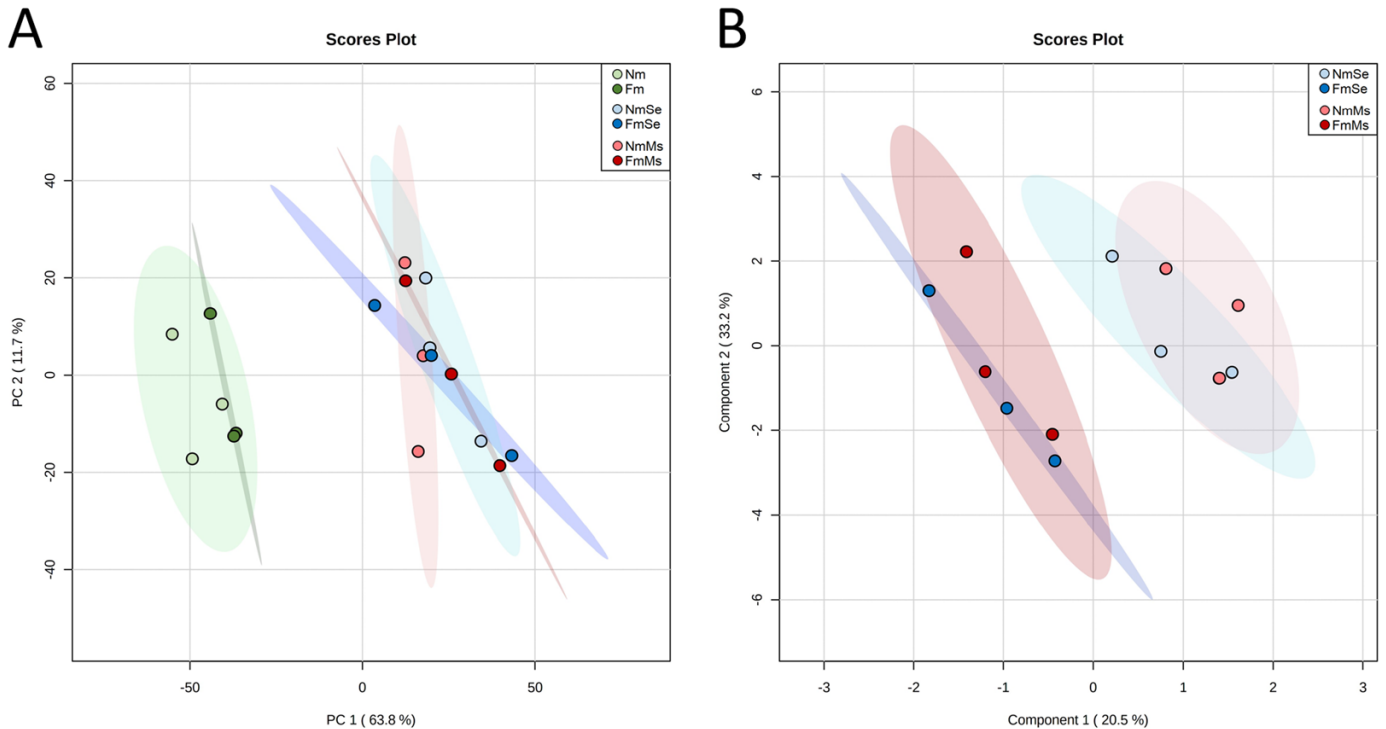 A
Scores Plot
Nm
Fm
NmSe
FmSe
NmMs
FmMs
60
40
20
0
-20
-40
PC 2 ( 11.7 %)
-50
0
50
PC 1 ( 63.8 %)
B
Scores Plot
NmSe
FmSe
NmMs
FmMs
6
4
2
0
-2
-4
-6
Component 2 ( 33.2 %)
-3
-2
-1
0
1
2
3
Component 1 ( 20.5 %)